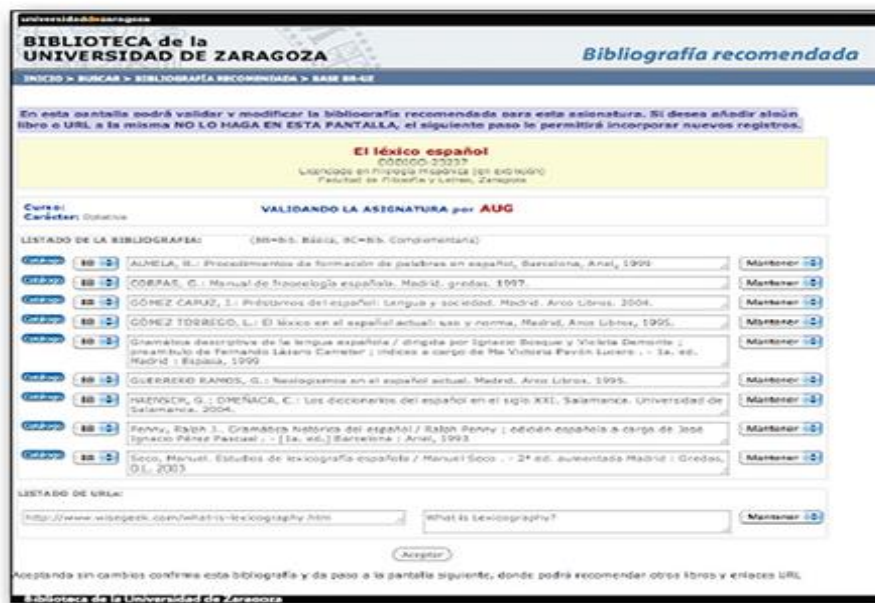 universidaddezaragoza
BIBLIOTECA de la
UNIVERSIDAD DE ZARAGOZA
Bibliografía recomendada
INICIO > BUSCAR > BIBLIOGRAFÍA RECOMENDADA > BASE BR-UZ
En esta pantalla podrá validar y modificar la bibliografía recomendada para esta asignatura. Si desea añadir algún
libro o URL a la misma NO LO HAGA EN ESTA PANTALLA, el siguiente paso le permitirá incorporar nuevos registros.
El léxico español
CÓDIGO-23237
Licenciado en Filología Hispánica (en extinción)
Facultad de Filosofía y Letras, Zaragoza
Curso:
Carácter: Optativa
VALIDANDO LA ASIGNATURA por AUG
LISTADO DE LA BIBLIOGRAFIA: (BB=Bib. Básica, BC=Bib. Complementaria)
Catálogo BB ALMELA, R.: Procedimientos de formación de palabras en español, Barcelona, Ariel, 1999 Mantener
Catálogo BB CORPAS, G.: Manual de fraseología española. Madrid. gredos. 1997. Mantener
Catálogo BB GÓMEZ CAPUZ, J.: Préstamos del español: Lengua y sociedad. Madrid. Arco Libros. 2004. Mantener
Catálogo BB GÓMEZ TORREGO, L.: El léxico en el español actual: uso y norma, Madrid, Arco Libros, 1995. Mantener
Catálogo BB Gramática descriptiva de la lengua española / dirigida por Ignacio Bosque y Violeta Demonte ; Mantener
preámbulo de Fernando Lázaro Carreter ; índices a cargo de Ma Victoria Pavón Lucero . - 1a. ed.
Madrid : Espasa, 1999
Catálogo BB GUERRERO RAMOS, G.: Neologismos en el español actual. Madrid. Arco Libros. 1995. Mantener
Catálogo BB HAENSCH, G.; OMEÑACA, C.: Los diccionarios del español en el siglo XXI. Salamanca. Universidad de Mantener
Salamanca. 2004.
Catálogo BB Penny, Ralph J.. Gramática histórica del español / Ralph Penny ; edición española a cargo de José Mantener
Ignacio Pérez Pascual . - [1a. ed.] Barcelona : Ariel, 1993
Catálogo BB Seco, Manuel. Estudios de lexicografía española / Manuel Seco . - 2ª ed. aumentada Madrid : Gredos, Mantener
D.L. 2003
LISTADO DE URLs:
http://www.wisegeek.com/what-is-lexicography.htm What is Lexicography? Mantener
Aceptar
Aceptando sin cambios confirma esta bibliografía y da paso a la pantalla siguiente, donde podrá recomendar otros libros y enlaces URL
Biblioteca de la Universidad de Zaragoza